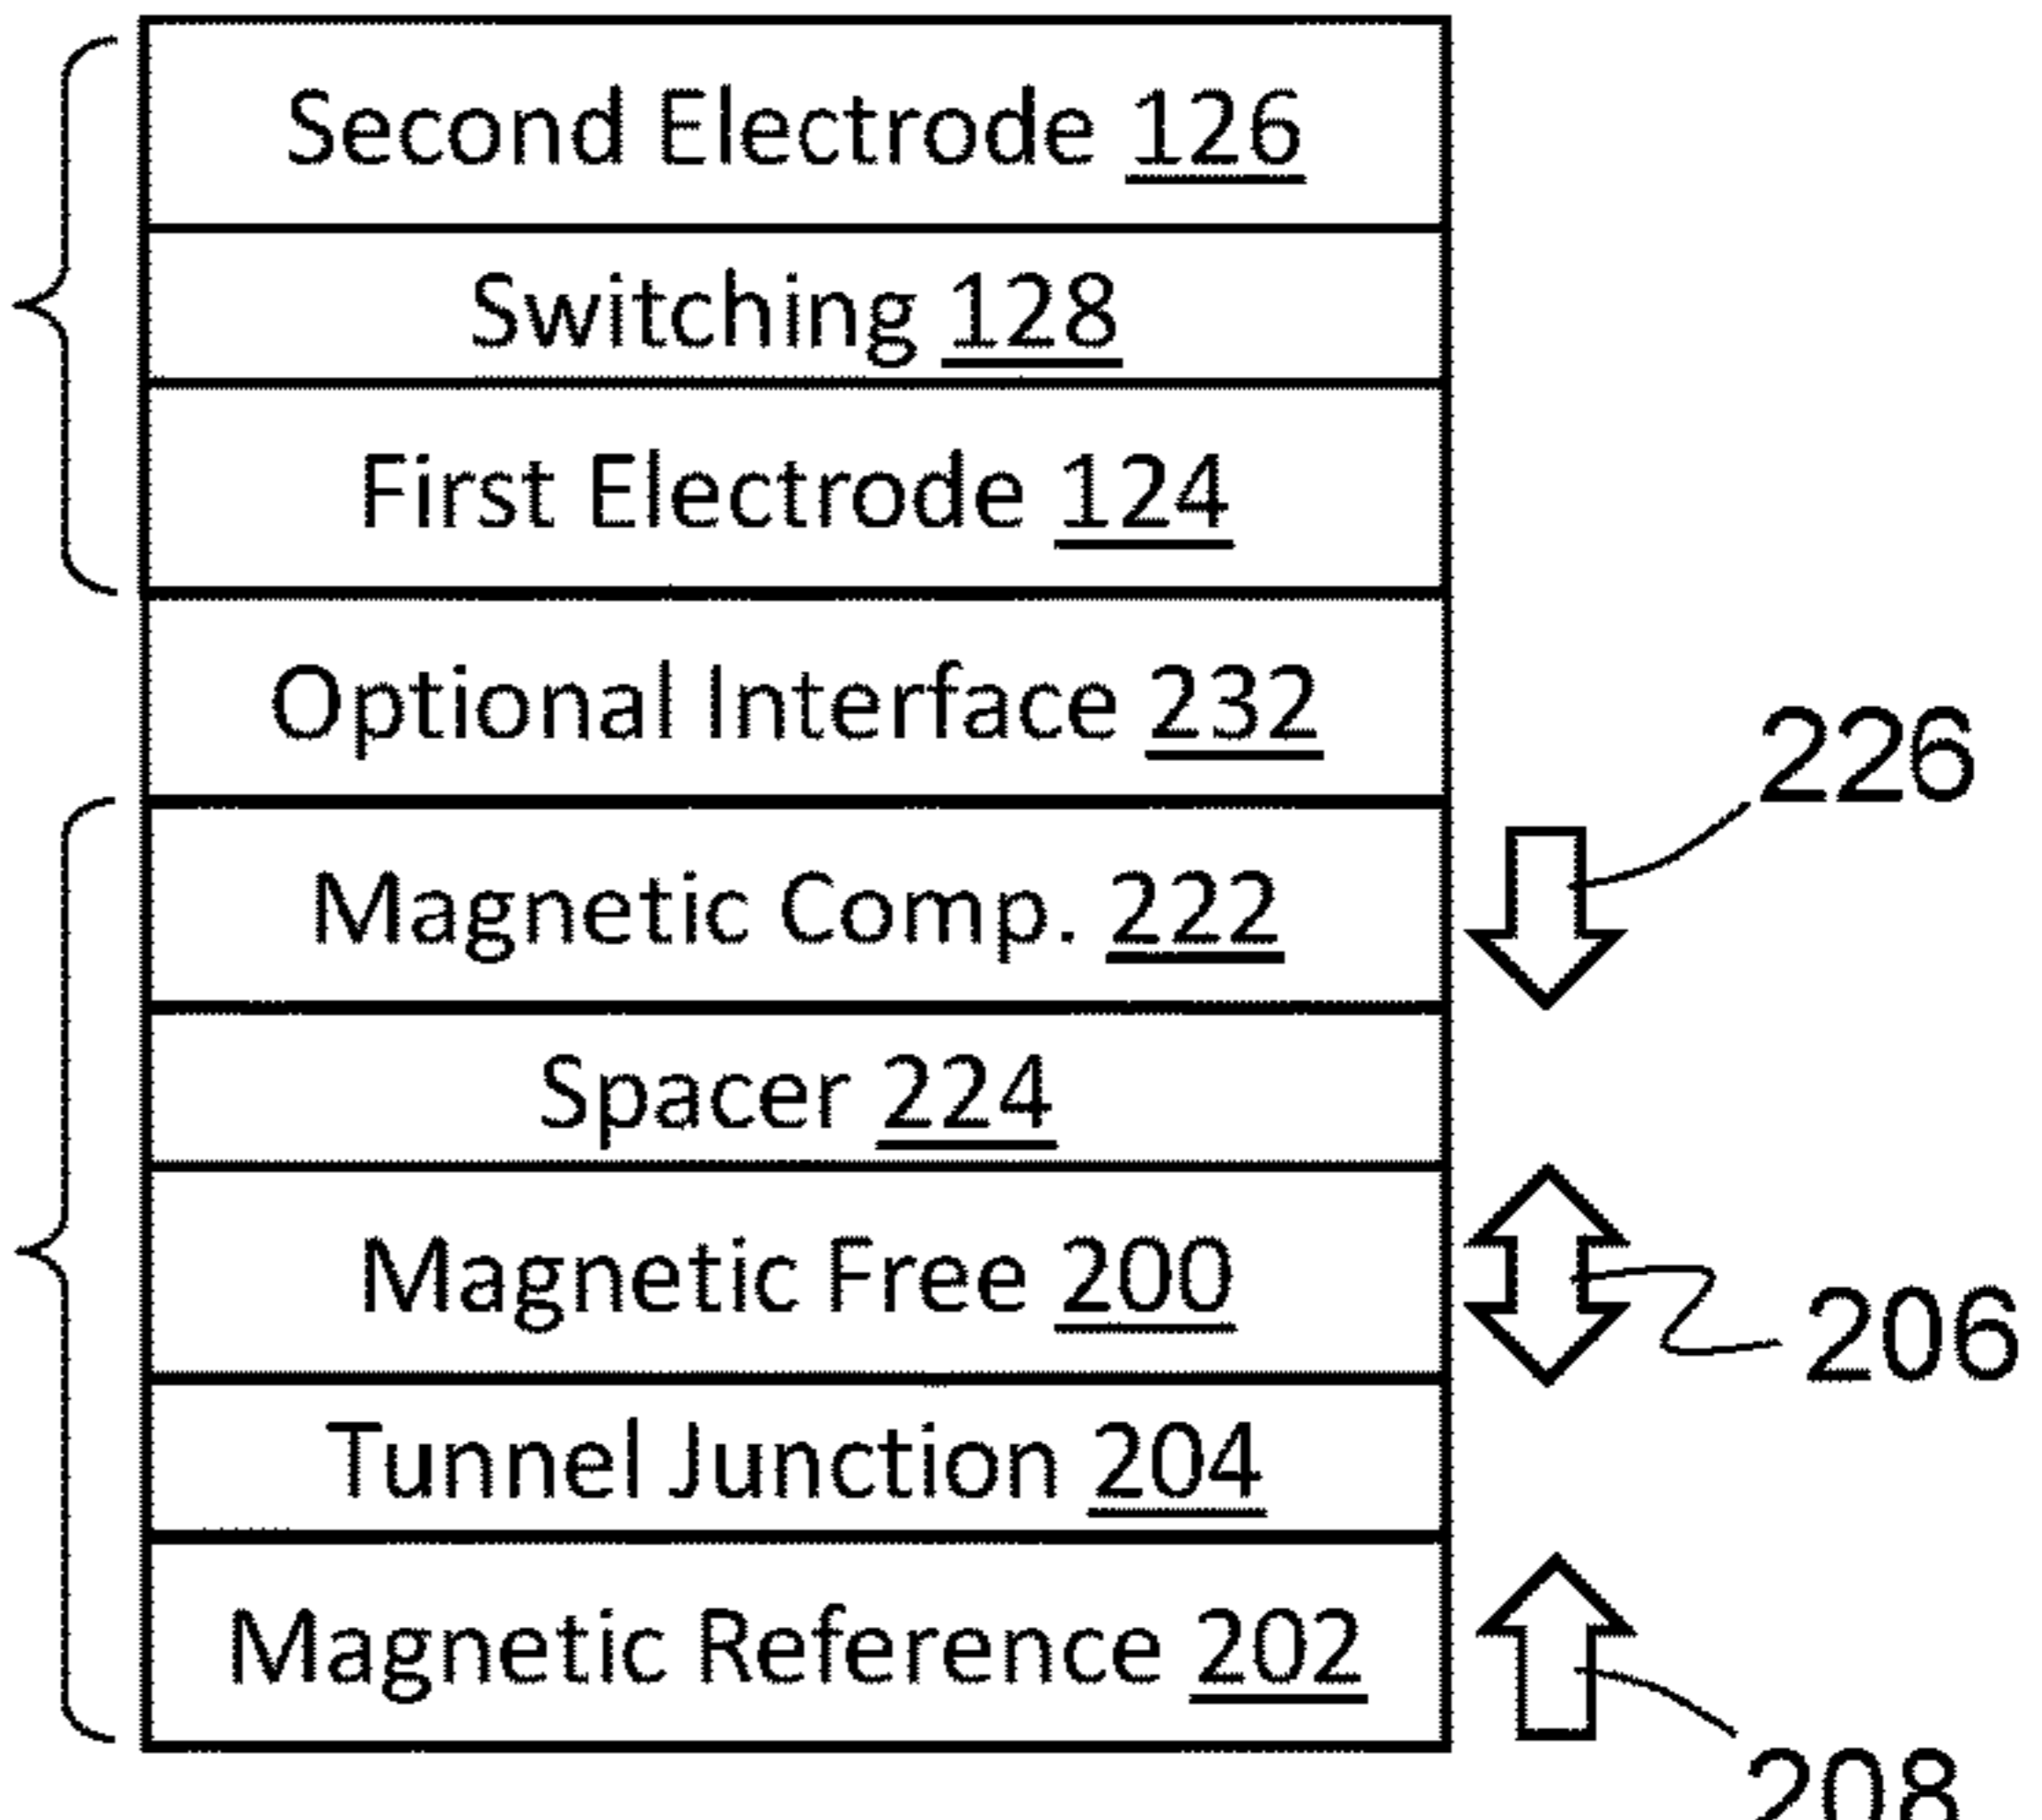 Second Electrode 126
Switching 128
First Electrode 124
Optional Interface 232
226
Magnetic Comp. 222
Spacer 224
Magnetic Free 200
206
Tunnel Junction 204
Magnetic Reference 202
208